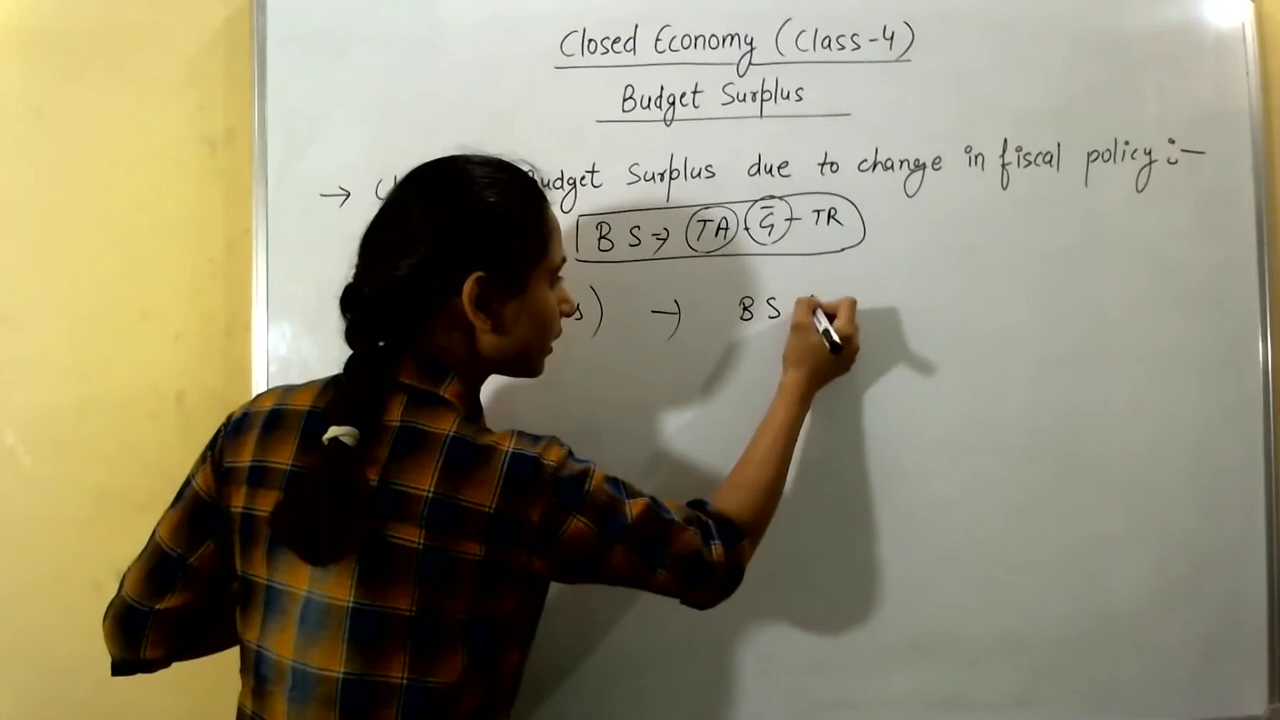 Closed Economy (Class-4)
Budget Surplus
→ Budget Surplus due to change in fiscal policy :-
BS ⇒ TA - G̅ - TR
s) → BS